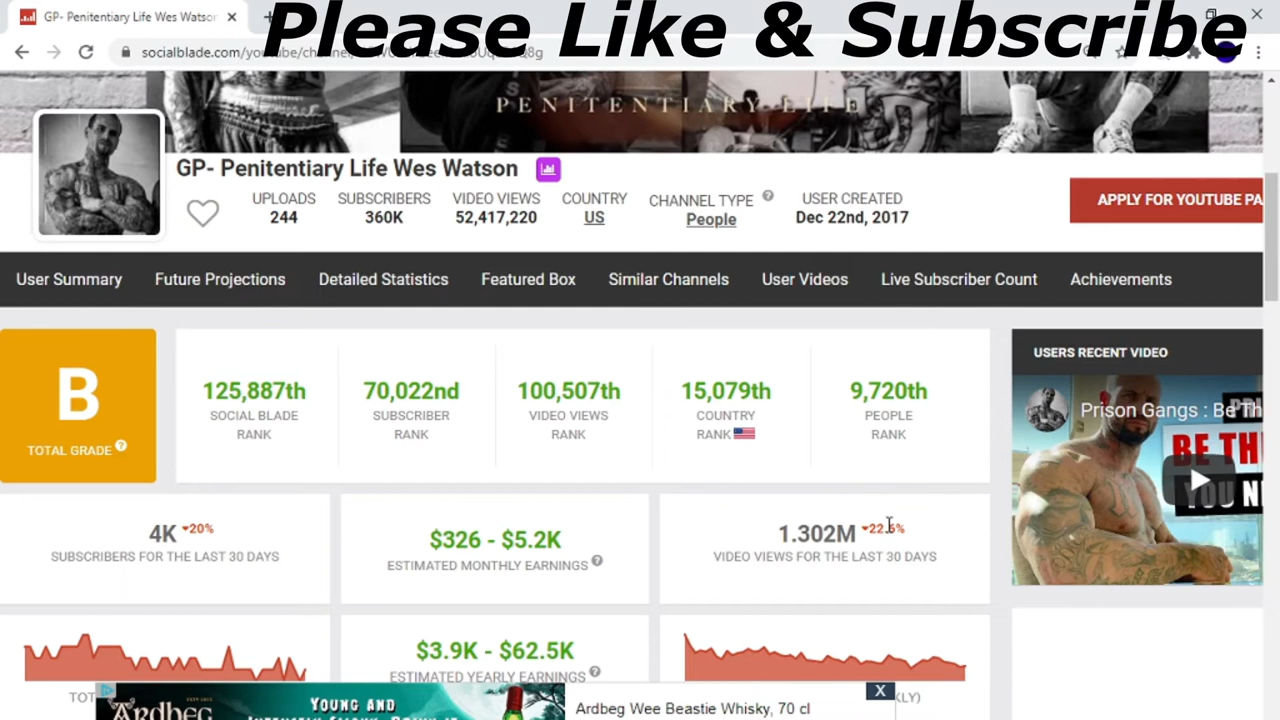 GP- Penitentiary Life Wes Watson
Please Like & Subscribe
socialblade.com/youtube/channel/
PENITENTIARY LIFE
GP- Penitentiary Life Wes Watson
UPLOADS
244
SUBSCRIBERS
360K
VIDEO VIEWS
52,417,220
COUNTRY
US
CHANNEL TYPE ?
People
USER CREATED
Dec 22nd, 2017
APPLY FOR YOUTUBE PA
User Summary
Future Projections
Detailed Statistics
Featured Box
Similar Channels
User Videos
Live Subscriber Count
Achievements
B
TOTAL GRADE ?
125,887th
SOCIAL BLADE
RANK
70,022nd
SUBSCRIBER
RANK
100,507th
VIDEO VIEWS
RANK
15,079th
COUNTRY
RANK
9,720th
PEOPLE
RANK
USERS RECENT VIDEO
Prison Gangs : Be Th
BE TH
YOU N
4K 20%
SUBSCRIBERS FOR THE LAST 30 DAYS
$326 - $5.2K
ESTIMATED MONTHLY EARNINGS ?
1.302M
VIDEO VIEWS FOR THE LAST 30 DAYS
$3.9K - $62.5K
ESTIMATED YEARLY EARNINGS ?
KLY)
X
YOUNG AND
Ardbeg
Ardbeg Wee Beastie Whisky, 70 cl